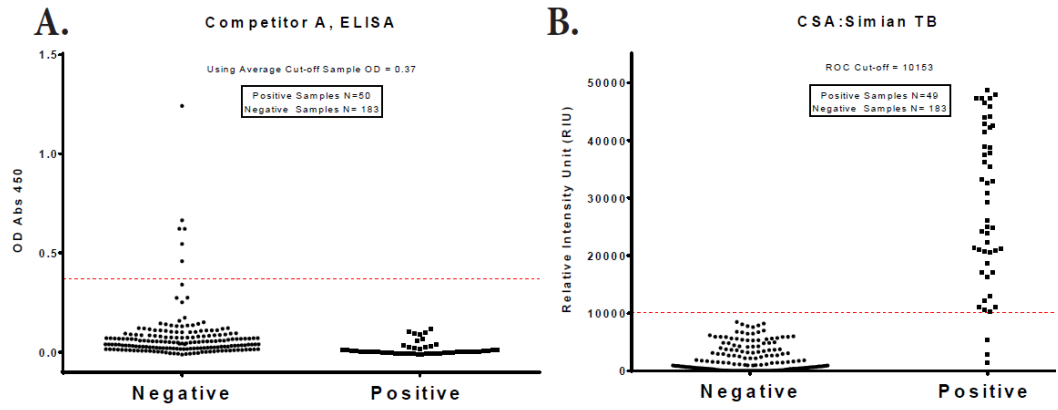 A.
Competitor A, ELISA
Using Average Cut-off Sample OD = 0.37
Positive Samples N=50
Negative Samples N= 183
OD Abs 450
1.5
1.0
0.5
0.0
Negative
Positive
B.
CSA:Simian TB
ROC Cut-off = 10153
Positive Samples N=49
Negative Samples N= 183
Relative Intensity Unit (RIU)
50000
40000
30000
20000
10000
0
Negative
Positive